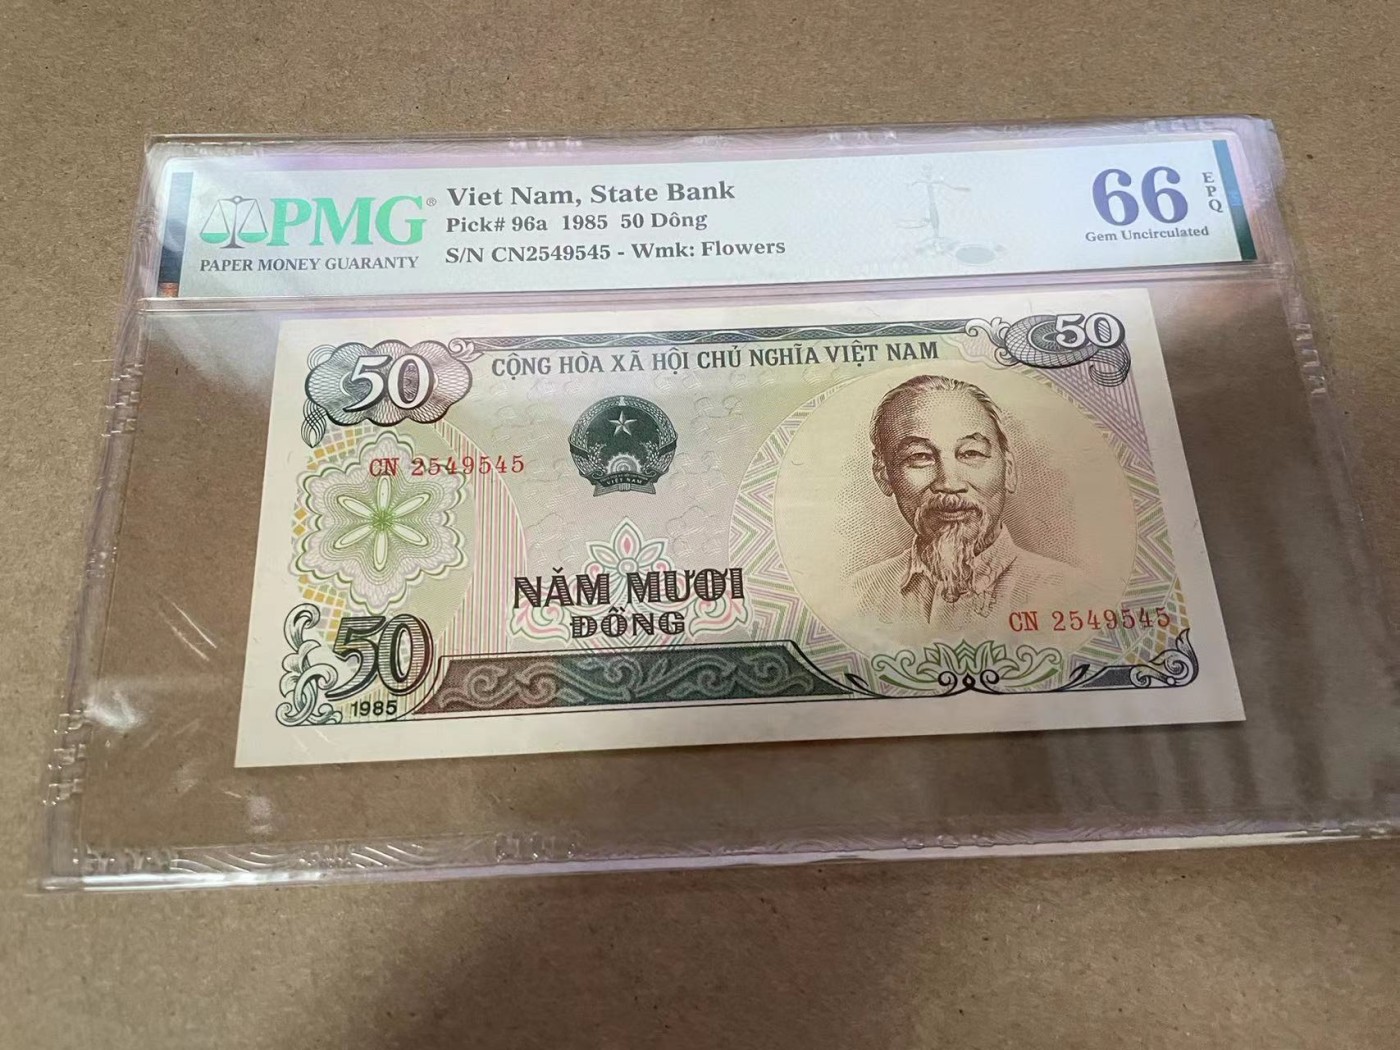 PMG®
PAPER MONEY GUARANTY
Viet Nam, State Bank
Pick# 96a 1985 50 Dông
S/N CN2549545 - Wmk: Flowers
66
EPQ
Gem Uncirculated
50
CỘNG HÒA XÃ HỘI CHỦ NGHĨA VIỆT NAM
50
CN 2549545
VIỆT NAM
NĂM MƯƠI
ĐỒNG
CN 2549545
50
1985